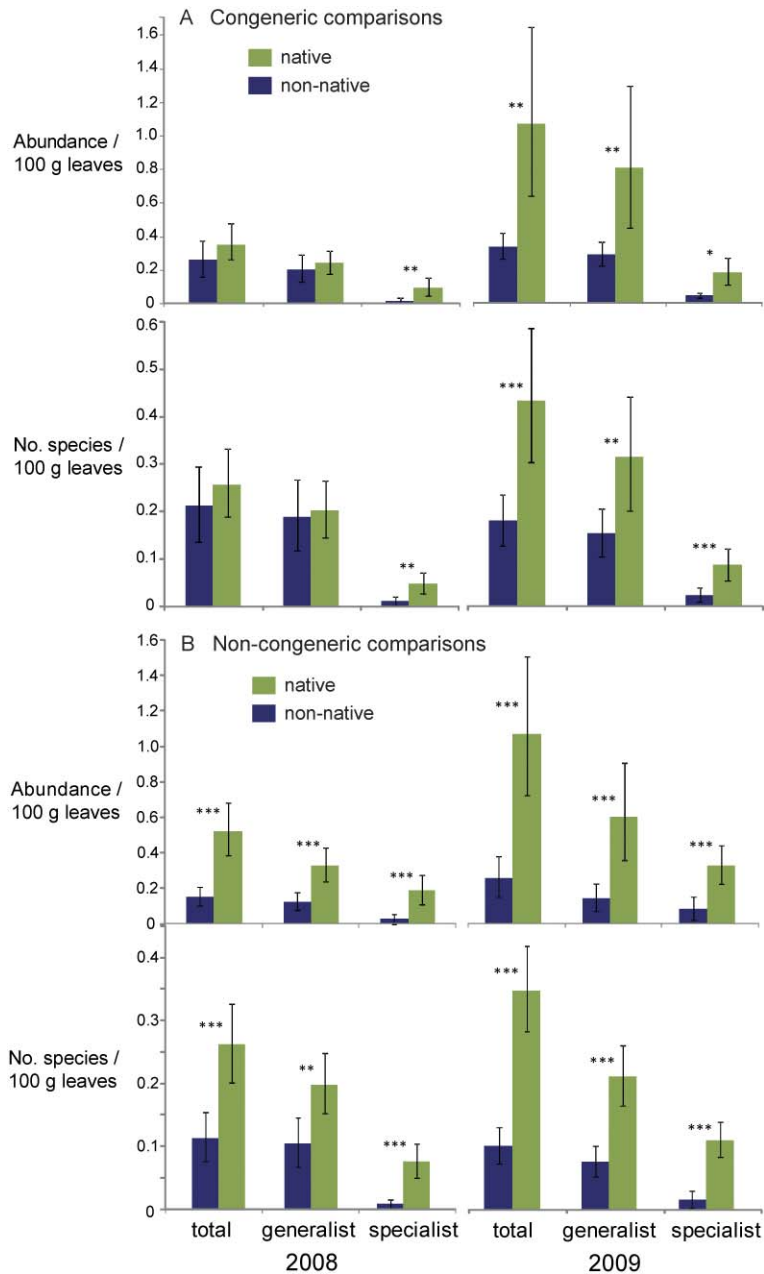 A Congeneric comparisons
native
non-native
Abundance /
100 g leaves
1.6
1.4
1.2
1.0
0.8
0.6
0.4
0.2
0
** ** ** ** *
No. species /
100 g leaves
0.6
0.5
0.4
0.3
0.2
0.1
0
** *** ** ***
B Non-congeneric comparisons
native
non-native
Abundance /
100 g leaves
1.6
1.4
1.2
1.0
0.8
0.6
0.4
0.2
0
*** *** *** *** *** ***
No. species /
100 g leaves
0.4
0.3
0.2
0.1
0
*** ** *** *** *** ***
total generalist specialist total generalist specialist
2008 2009